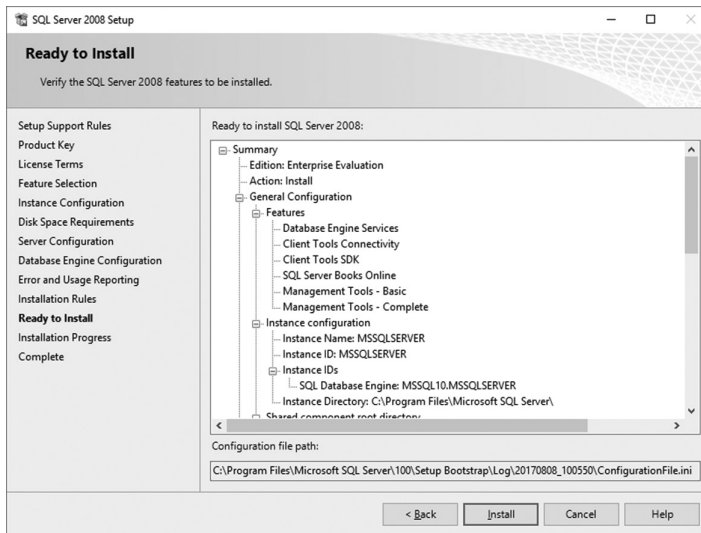 SQL Server 2008 Setup
Ready to Install
Verify the SQL Server 2008 features to be installed.
Setup Support Rules
Product Key
License Terms
Feature Selection
Instance Configuration
Disk Space Requirements
Server Configuration
Database Engine Configuration
Error and Usage Reporting
Installation Rules
Ready to Install
Installation Progress
Complete
Ready to install SQL Server 2008:
Summary
Edition: Enterprise Evaluation
Action: Install
General Configuration
Features
Database Engine Services
Client Tools Connectivity
Client Tools SDK
SQL Server Books Online
Management Tools - Basic
Management Tools - Complete
Instance configuration
Instance Name: MSSQLSERVER
Instance ID: MSSQLSERVER
Instance IDs
SQL Database Engine: MSSQL10.MSSQLSERVER
Instance Directory: C:\Program Files\Microsoft SQL Server\
Shared component root directory
Configuration file path:
C:\Program Files\Microsoft SQL Server\100\Setup Bootstrap\Log\20170808_100550\ConfigurationFile.ini
< Back
Install
Cancel
Help